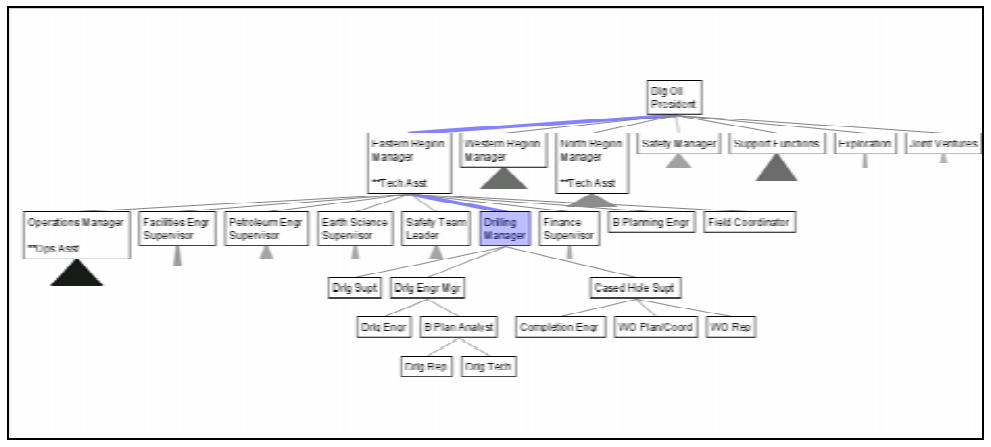 Big Oil
President
Eastern Region
Manager
**Tech Asst
Western Region
Manager
North Region
Manager
**Tech Asst
Safety Manager
Support Functions
Exploration
Joint Ventures
Operations Manager
**Ops Asst
Facilities Engr
Supervisor
Petroleum Engr
Supervisor
Earth Science
Supervisor
Safety Team
Leader
Drilling
Manager
Finance
Supervisor
B Planning Engr
Field Coordinator
Drlg Supt
Drlg Engr Mgr
Cased Hole Supt
Drlg Engr
B Plan Analyst
Completion Engr
WO Plan/Coord
WO Rep
Drlg Rep
Drlg Tech